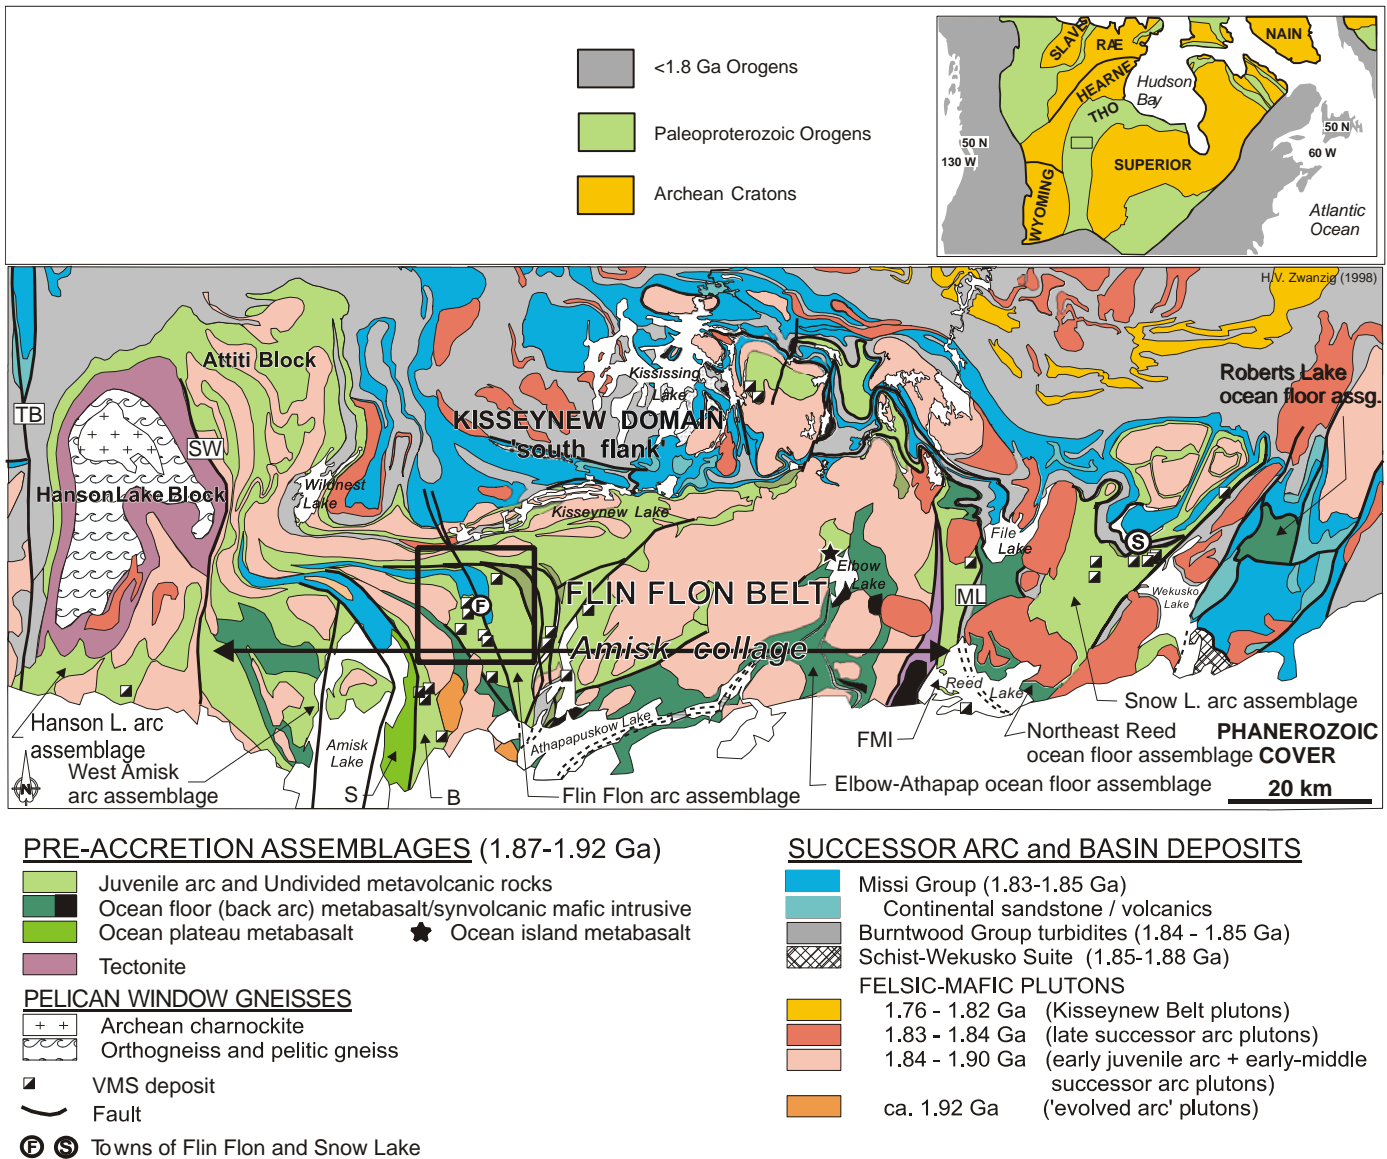 <1.8 Ga Orogens
Paleoproterozoic Orogens
Archean Cratons
SLAVE
RAE
NAIN
HEARNE
Hudson
Bay
THO
50 N
130 W
50 N
60 W
SUPERIOR
WYOMING
Atlantic
Ocean
H.V. Zwanzig (1998)
Attiti Block
Kississing
Lake
Roberts Lake
ocean floor assg.
TB
KISSEYNEW DOMAIN
'south flank'
SW
Hanson Lake Block
Wildnest
Lake
Kisseynew Lake
File
Lake
S
Elbow
Lake
FLIN FLON BELT
F
ML
Wekusko
Lake
Amisk collage
Reed
Lake
Hanson L. arc
assemblage
West Amisk
arc assemblage
Amisk
Lake
Athapapuskow Lake
FMI
Snow L. arc assemblage
Northeast Reed
ocean floor assemblage
PHANEROZOIC
COVER
Elbow-Athapap ocean floor assemblage
N
S
B
Flin Flon arc assemblage
20 km
PRE-ACCRETION ASSEMBLAGES (1.87-1.92 Ga)
Juvenile arc and Undivided metavolcanic rocks
Ocean floor (back arc) metabasalt/synvolcanic mafic intrusive
Ocean plateau metabasalt
Ocean island metabasalt
Tectonite
PELICAN WINDOW GNEISSES
Archean charnockite
Orthogneiss and pelitic gneiss
VMS deposit
Fault
F S Towns of Flin Flon and Snow Lake
SUCCESSOR ARC and BASIN DEPOSITS
Missi Group (1.83-1.85 Ga)
Continental sandstone / volcanics
Burntwood Group turbidites (1.84 - 1.85 Ga)
Schist-Wekusko Suite (1.85-1.88 Ga)
FELSIC-MAFIC PLUTONS
1.76 - 1.82 Ga (Kisseynew Belt plutons)
1.83 - 1.84 Ga (late successor arc plutons)
1.84 - 1.90 Ga (early juvenile arc + early-middle
successor arc plutons)
ca. 1.92 Ga ('evolved arc' plutons)